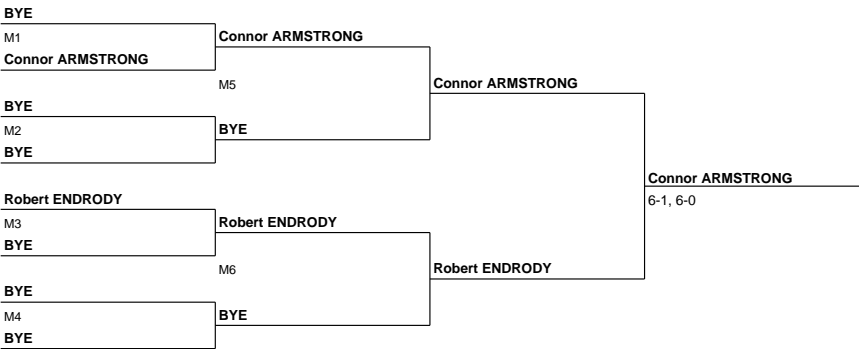 BYE
M1
Connor ARMSTRONG
Connor ARMSTRONG
M5
Connor ARMSTRONG
BYE
M2
BYE
BYE
Connor ARMSTRONG
6-1, 6-0
Robert ENDRODY
M3
BYE
Robert ENDRODY
M6
Robert ENDRODY
BYE
M4
BYE
BYE